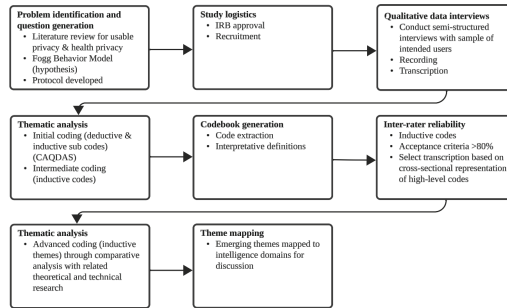 Problem identification and
question generation
• Literature review for usable
privacy & health privacy
• Fogg Behavior Model
(hypothesis)
• Protocol developed
Study logistics
• IRB approval
• Recruitment
Qualitative data interviews
• Conduct semi-structured
interviews with sample of
intended users
• Recording
• Transcription
Thematic analysis
• Initial coding (deductive &
inductive sub codes)
(CAQDAS)
• Intermediate coding
(inductive codes)
Codebook generation
• Code extraction
• Interpretative definitions
Inter-rater reliability
• Inductive codes
• Acceptance criteria >80%
• Select transcription based on
cross-sectional representation
of high-level codes
Thematic analysis
• Advanced coding (inductive
themes) through comparative
analysis with related
theoretical and technical
research
Theme mapping
• Emerging themes mapped to
intelligence domains for
discussion